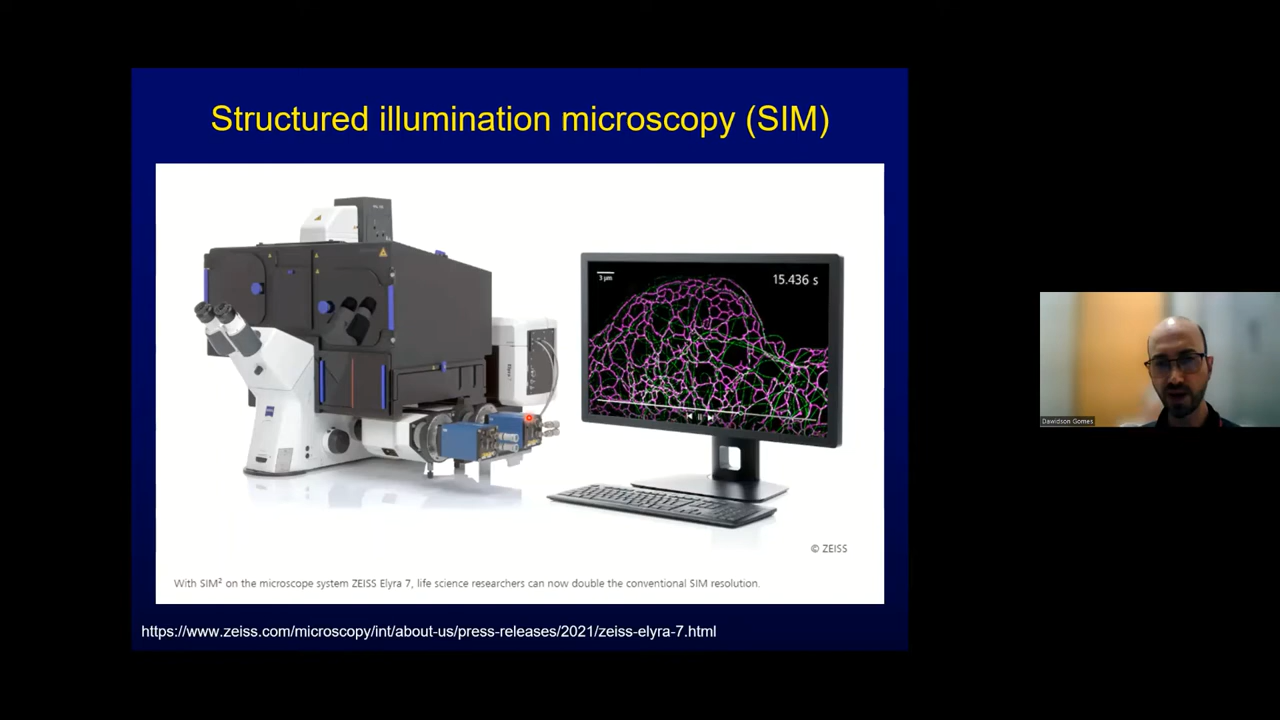 Structured illumination microscopy (SIM)
3 µm
15.436 s
© ZEISS
With SIM² on the microscope system ZEISS Elyra 7, life science researchers can now double the conventional SIM resolution.
https://www.zeiss.com/microscopy/int/about-us/press-releases/2021/zeiss-elyra-7.html
Dawidson Gomes